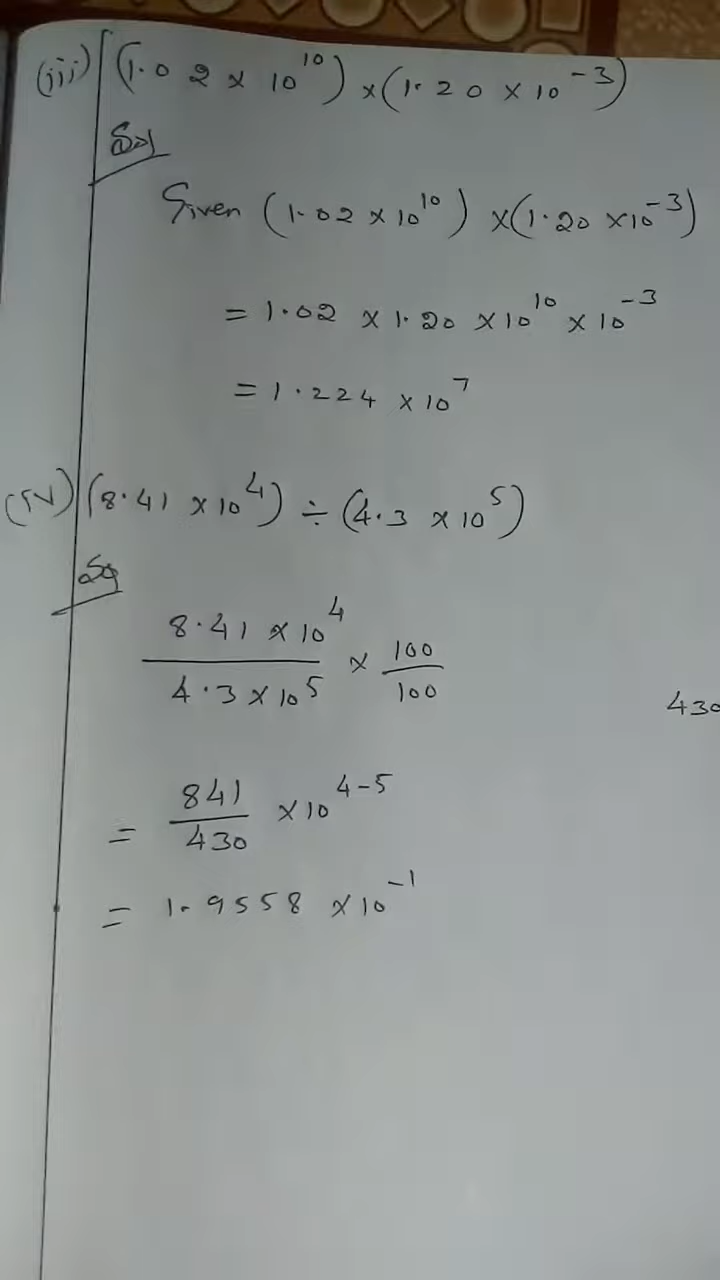 (iii) (1.02 × 10^10) × (1.20 × 10^-3)
Sol
Given (1.02 × 10^10) × (1.20 × 10^-3)
= 1.02 × 1.20 × 10^10 × 10^-3
= 1.224 × 10^7
(iv) (8.41 × 10^4) ÷ (4.3 × 10^5)
Sol
8.41 × 10^4 / 4.3 × 10^5 × 100/100
430
= 841/430 × 10^4-5
= 1.9558 × 10^-1